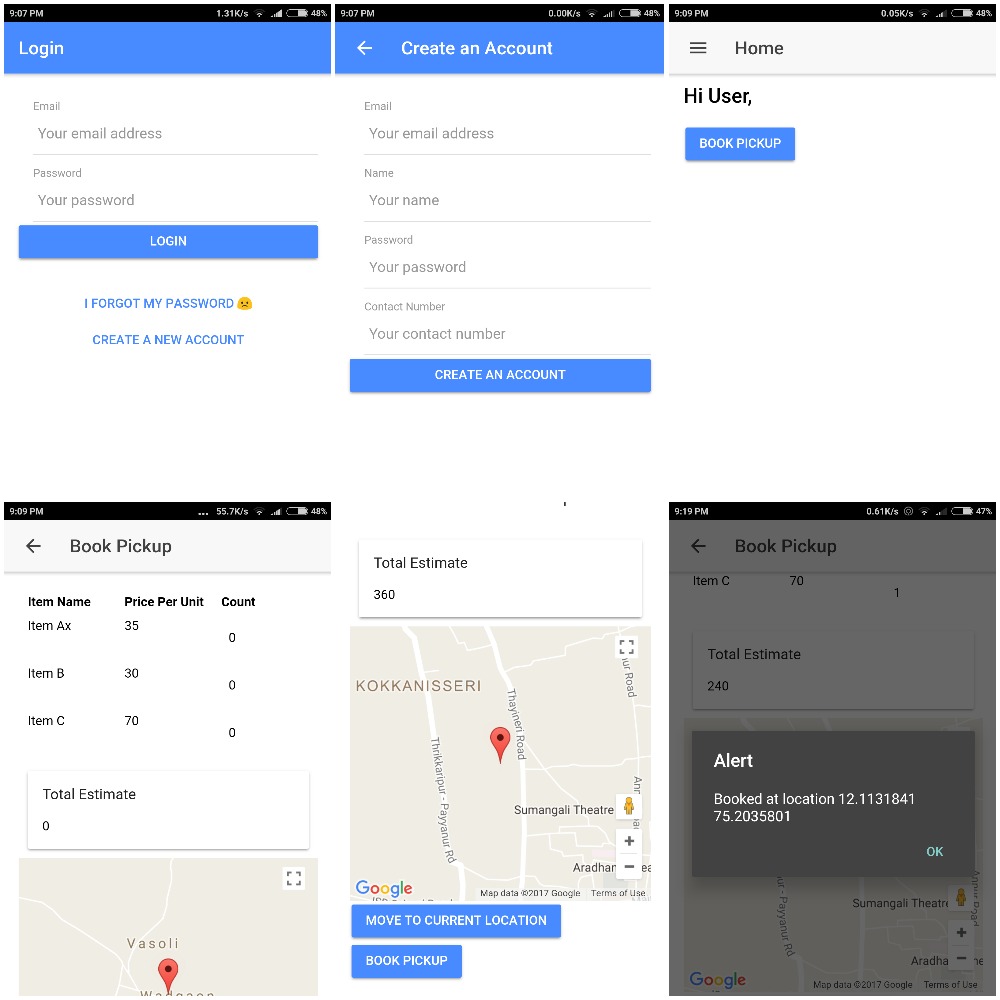 9:07 PM 1.31K/s 48%
Login
Email
Your email address
Password
Your password
LOGIN
I FORGOT MY PASSWORD 🙁
CREATE A NEW ACCOUNT
9:07 PM 0.00K/s 48%
Create an Account
Email
Your email address
Name
Your name
Password
Your password
Contact Number
Your contact number
CREATE AN ACCOUNT
9:09 PM 0.05K/s 48%
Home
Hi User,
BOOK PICKUP
9:09 PM ... 55.7K/s 48%
Book Pickup
Item Name Price Per Unit Count
Item Ax 35
0
Item B 30
0
Item C 70
0
Total Estimate
0
Vasoli
Total Estimate
360
KOKKANISSERI
Thayineri Road
Thrikkaripur - Payyanur Rd
Sumangali Theatre
Google
Map data ©2017 Google Terms of Use
MOVE TO CURRENT LOCATION
BOOK PICKUP
9:19 PM 0.61K/s 47%
Book Pickup
Item C 70
1
Total Estimate
240
Alert
Booked at location 12.1131841
75.2035801
OK
Sumangali Theatre
Google
Map data ©2017 Google Terms of Use